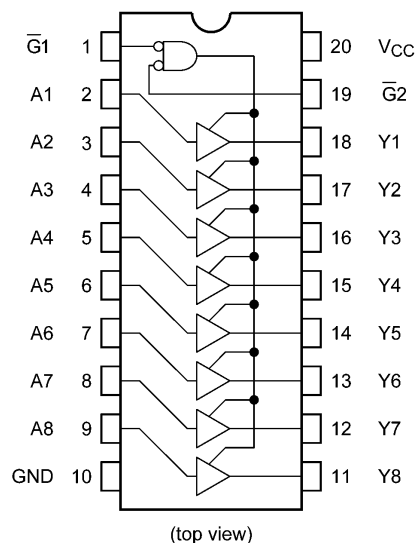 G̅1 1 20 VCC
A1 2 19 G̅2
A2 3 18 Y1
A3 4 17 Y2
A4 5 16 Y3
A5 6 15 Y4
A6 7 14 Y5
A7 8 13 Y6
A8 9 12 Y7
GND 10 11 Y8
(top view)